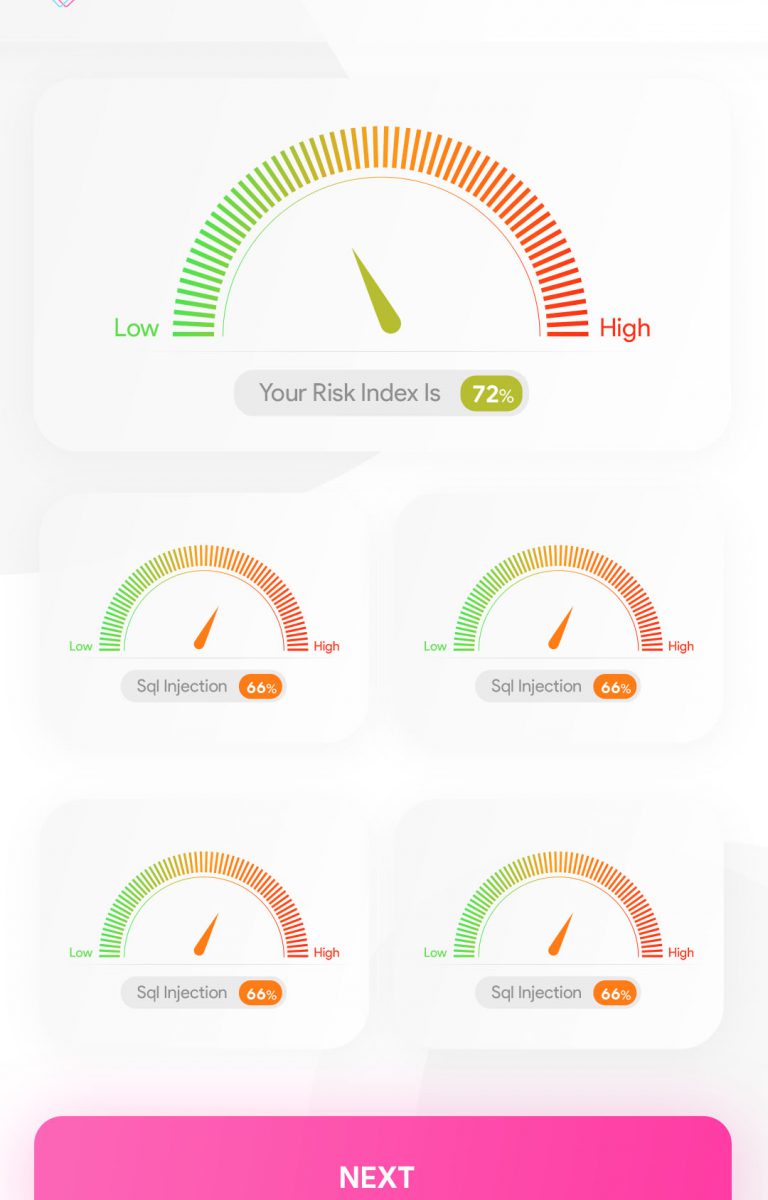 Low High
Your Risk Index Is 72%
Low High Low High
Sql Injection 66% Sql Injection 66%
Low High Low High
Sql Injection 66% Sql Injection 66%
NEXT